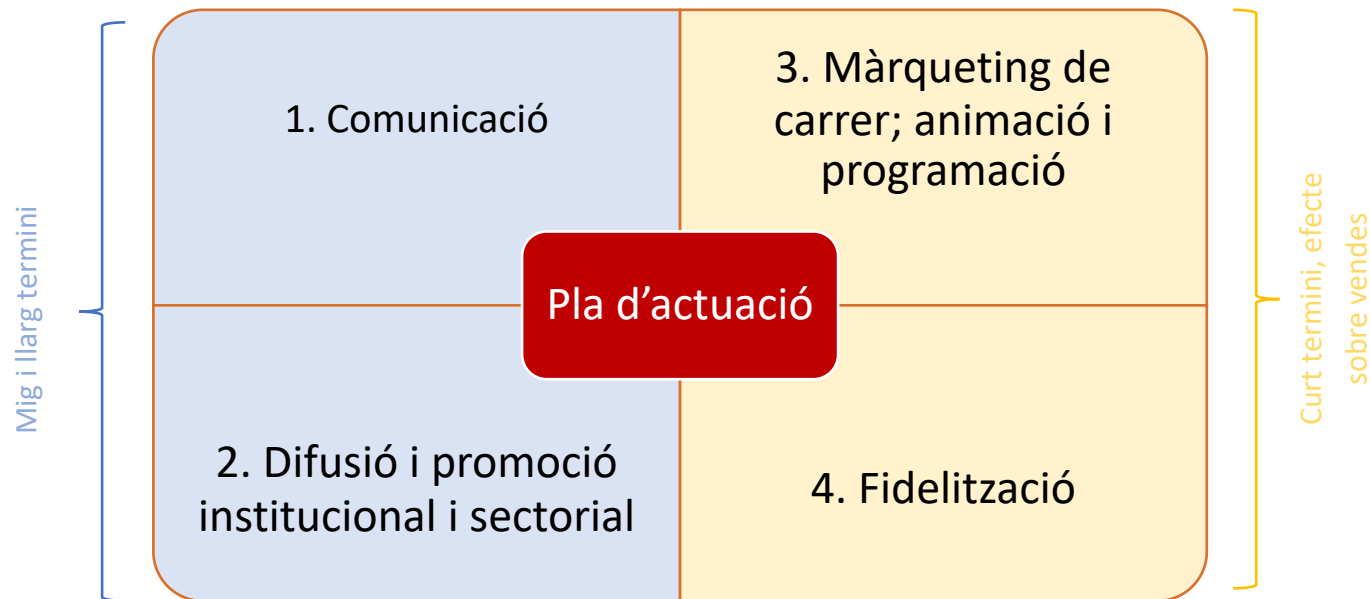 Mig i llarg termini
1. Comunicació
2. Difusió i promoció
institucional i sectorial
Pla d’actuació
3. Màrqueting de
carrer; animació i
programació
4. Fidelització
Curt termini, efecte
sobre vendes